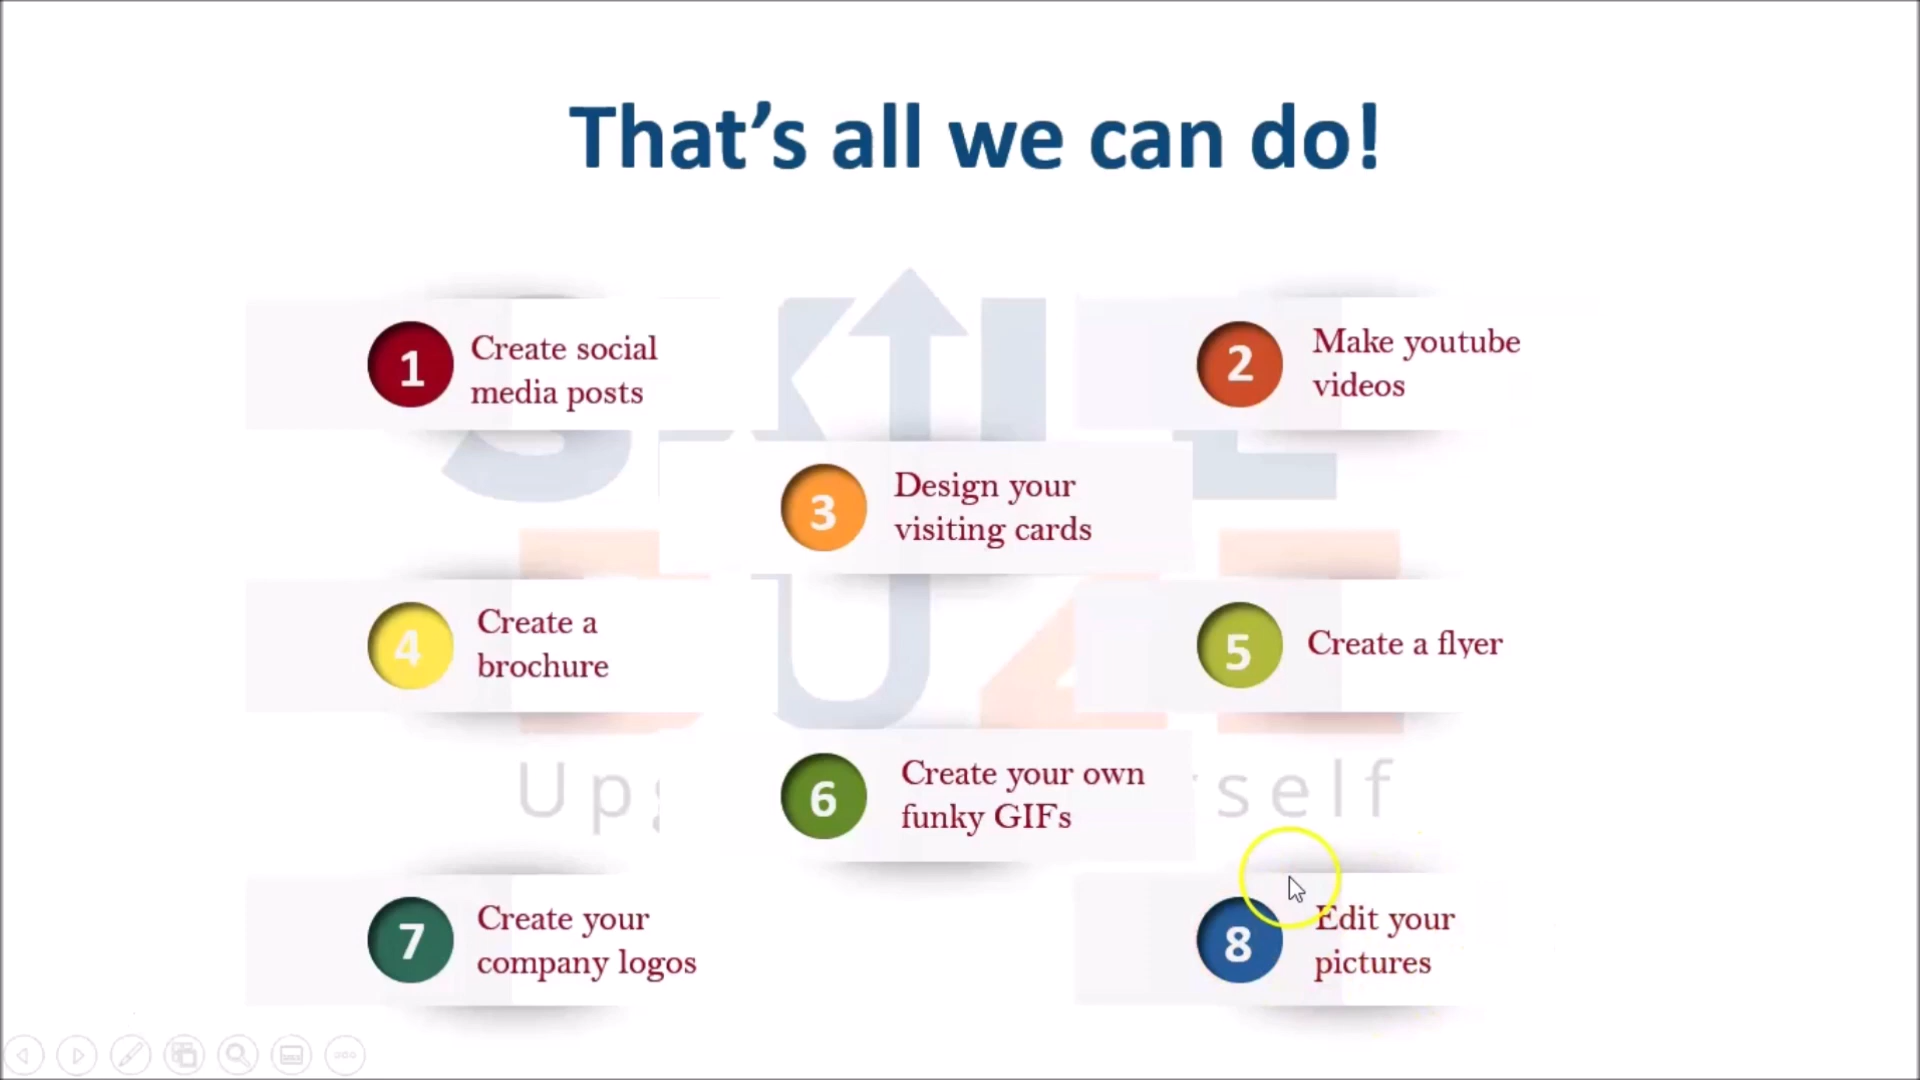 That's all we can do!
1
Create social
media posts
2
Make youtube
videos
3
Design your
visiting cards
4
Create a
brochure
5
Create a flyer
6
Create your own
funky GIFs
7
Create your
company logos
8
Edit your
pictures